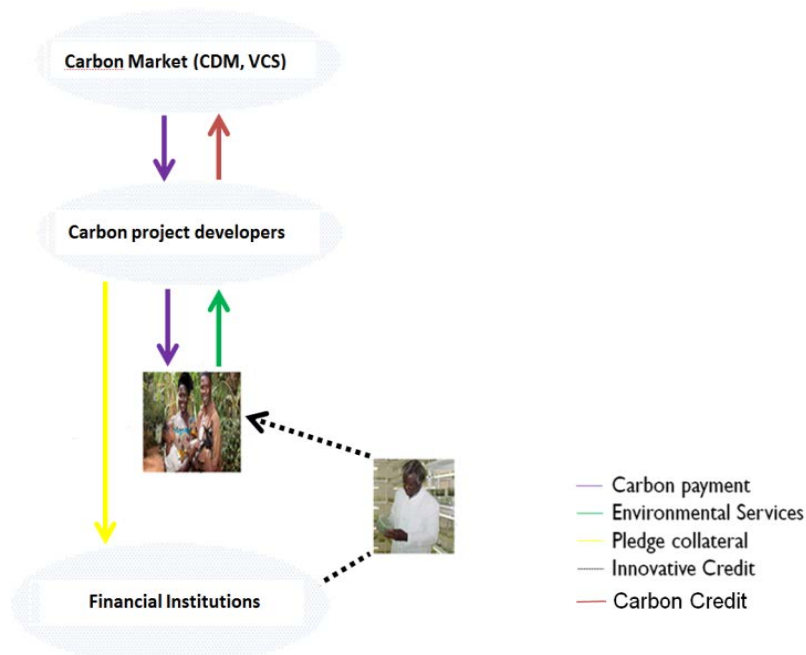 Carbon Market (CDM, VCS)
Carbon project developers
Financial Institutions
Carbon payment
Environmental Services
Pledge collateral
Innovative Credit
Carbon Credit